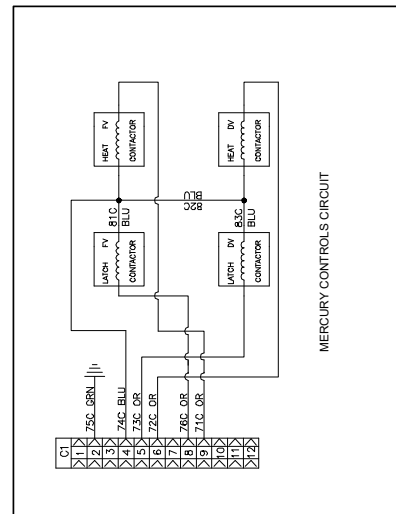 HEAT FV
CONTACTOR
HEAT DV
CONTACTOR
81C
BLU
82C
BLU
83C
BLU
LATCH FV
CONTACTOR
LATCH DV
CONTACTOR
MERCURY CONTROLS CIRCUIT
75C GRN
74C BLU
73C OR
72C OR
76C OR
71C OR
C1
1
2
3
4
5
6
7
8
9
10
11
12